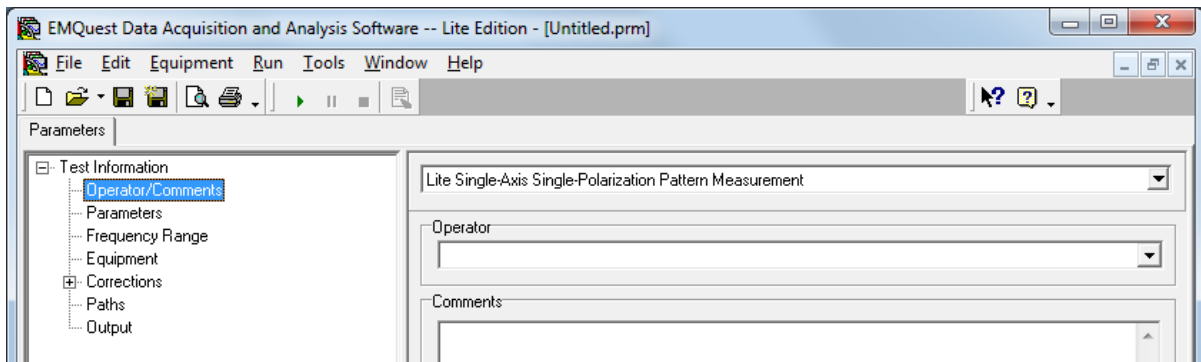 EMQuest Data Acquisition and Analysis Software -- Lite Edition - [Untitled.prm]
File Edit Equipment Run Tools Window Help
Parameters
Test Information
Operator/Comments
Parameters
Frequency Range
Equipment
Corrections
Paths
Output
Lite Single-Axis Single-Polarization Pattern Measurement
Operator
Comments